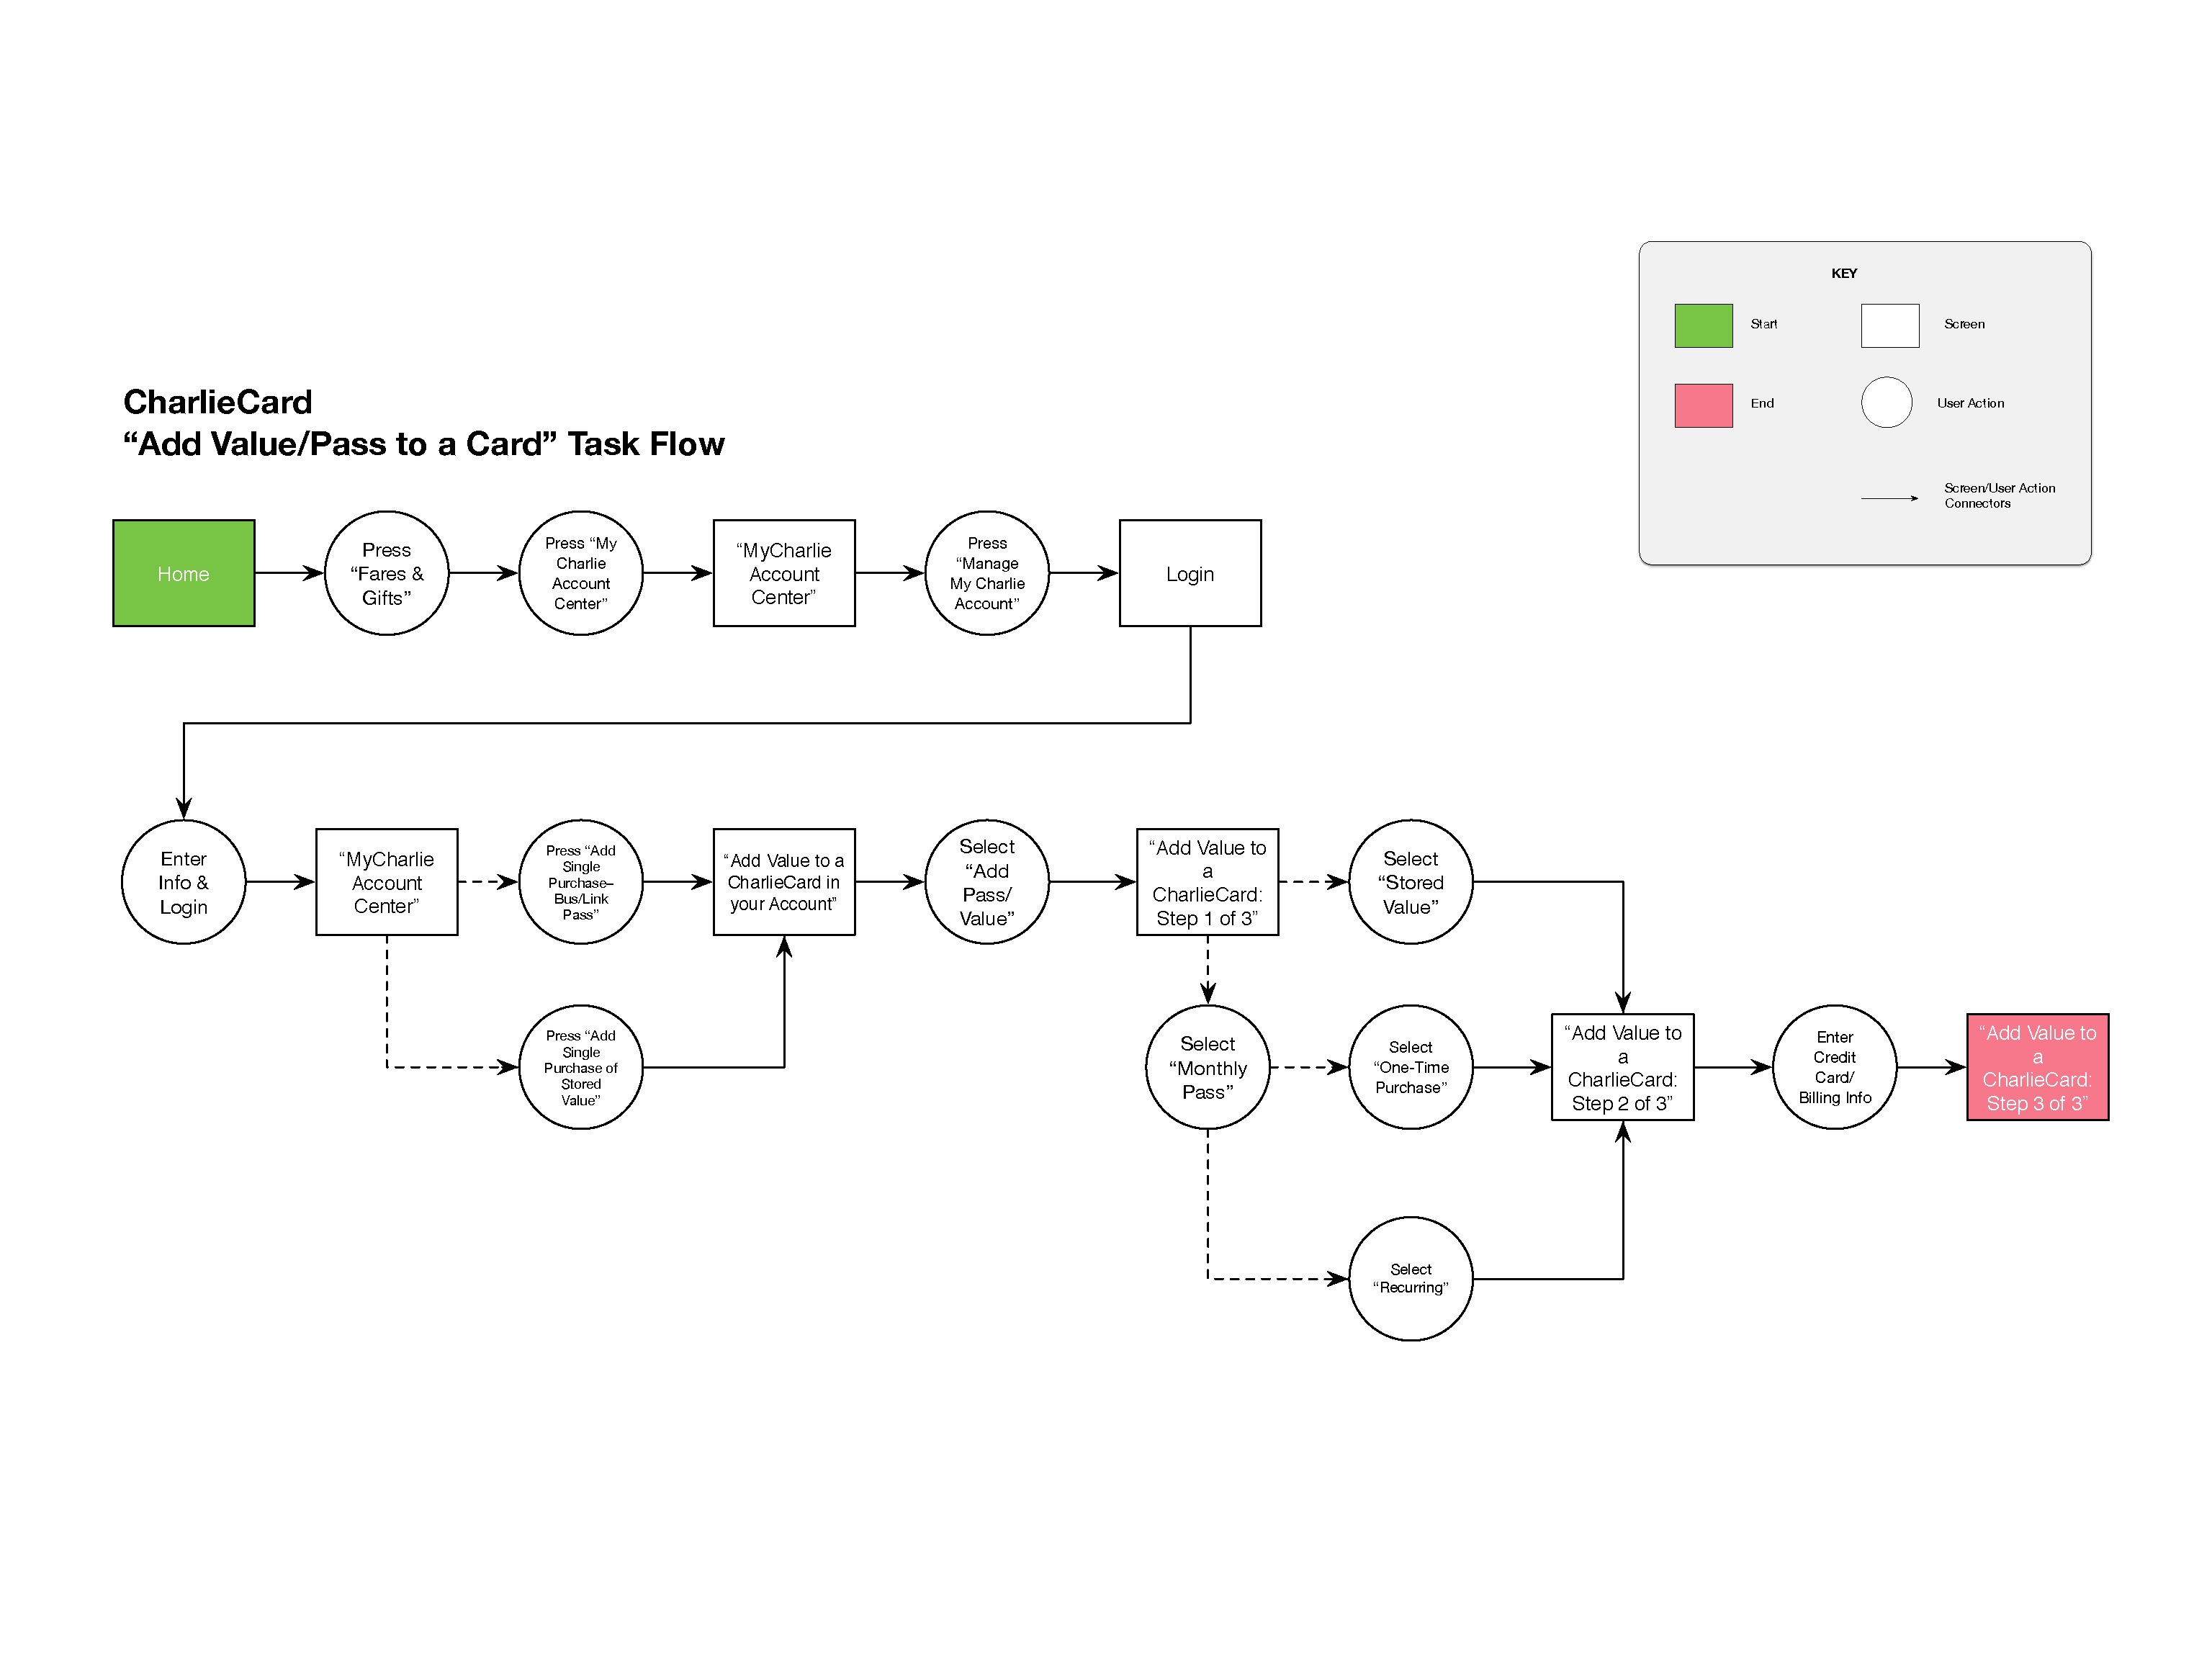 KEY
Start
Screen
End
User Action
Screen/User Action
Connectors
CharlieCard
“Add Value/Pass to a Card” Task Flow
Home
Press
“Fares &
Gifts”
Press “My
Charlie
Account
Center”
“MyCharlie
Account
Center”
Press
“Manage
My Charlie
Account”
Login
Enter
Info &
Login
“MyCharlie
Account
Center”
Press “Add
Single
Purchase–
Bus/Link
Pass”
“Add Value to a
CharlieCard in
your Account”
Select
“Add
Pass/
Value”
“Add Value to
a
CharlieCard:
Step 1 of 3”
Select
“Stored
Value”
Press “Add
Single
Purchase of
Stored
Value”
Select
“Monthly
Pass”
Select
“One-Time
Purchase”
“Add Value to
a
CharlieCard:
Step 2 of 3”
Enter
Credit
Card/
Billing Info
“Add Value to
a
CharlieCard:
Step 3 of 3”
Select
“Recurring”